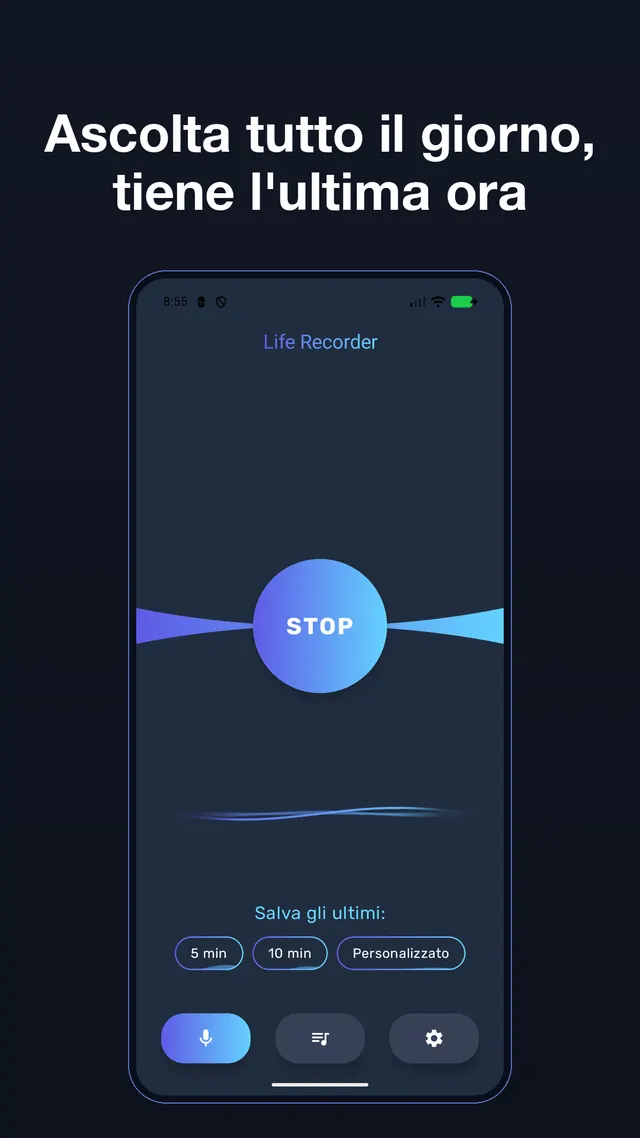 Ascolta tutto il giorno,
tiene l'ultima ora
8:55
Life Recorder
STOP
Salva gli ultimi:
5 min
10 min
Personalizzato